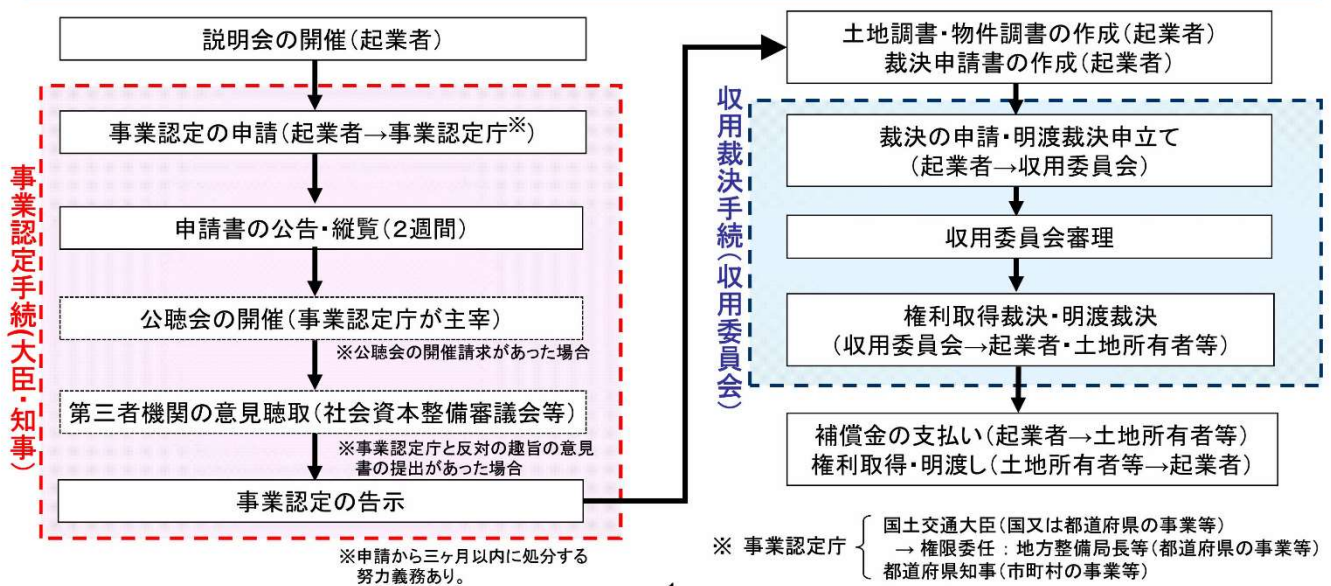 説明会の開催(起業者)
事業認定手続(大臣・知事)
事業認定の申請(起業者→事業認定庁※)
申請書の公告・縦覧(2週間)
公聴会の開催(事業認定庁が主宰)
※公聴会の開催請求があった場合
第三者機関の意見聴取(社会資本整備審議会等)
※事業認定庁と反対の趣旨の意見
書の提出があった場合
事業認定の告示
※申請から三ヶ月以内に処分する
努力義務あり。
土地調書・物件調書の作成(起業者)
裁決申請書の作成(起業者)
収用裁決手続(収用委員会)
裁決の申請・明渡裁決申立て
(起業者→収用委員会)
収用委員会審理
権利取得裁決・明渡裁決
(収用委員会→起業者・土地所有者等)
補償金の支払い(起業者→土地所有者等)
権利取得・明渡し(土地所有者等→起業者)
※ 事業認定庁
国土交通大臣(国又は都道府県の事業等)
→ 権限委任:地方整備局長等(都道府県の事業等)
都道府県知事(市町村の事業等)